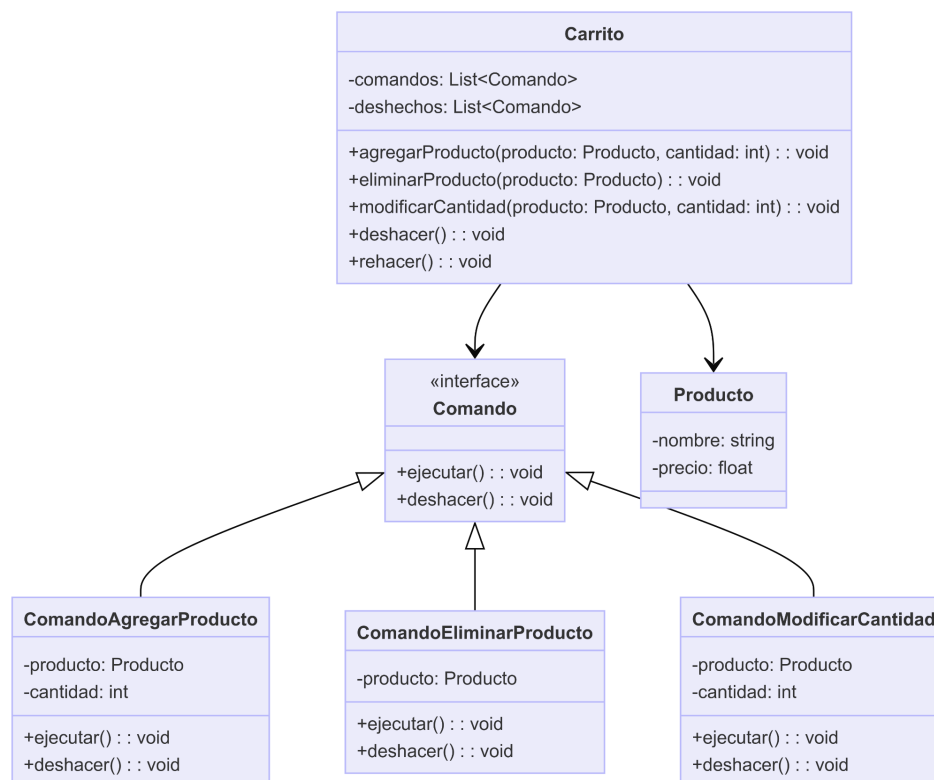 Carrito
-comandos: List<Comando>
-deshechos: List<Comando>
+agregarProducto(producto: Producto, cantidad: int) : : void
+eliminarProducto(producto: Producto) : : void
+modificarCantidad(producto: Producto, cantidad: int) : : void
+deshacer() : : void
+rehacer() : : void
«interface»
Comando
+ejecutar() : : void
+deshacer() : : void
Producto
-nombre: string
-precio: float
ComandoAgregarProducto
-producto: Producto
-cantidad: int
+ejecutar() : : void
+deshacer() : : void
ComandoEliminarProducto
-producto: Producto
+ejecutar() : : void
+deshacer() : : void
ComandoModificarCantidad
-producto: Producto
-cantidad: int
+ejecutar() : : void
+deshacer() : : void